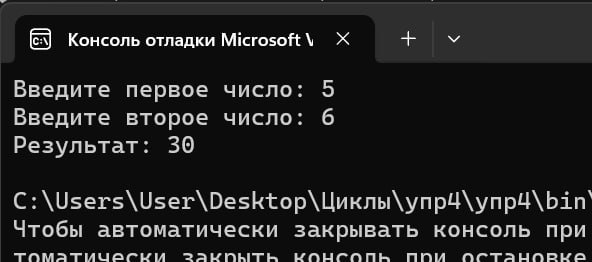 Консоль отладки Microsoft V
Введите первое число: 5
Введите второе число: 6
Результат: 30
C:\Users\User\Desktop\Циклы\упр4\упр4\bin\
Чтобы автоматически закрывать консоль при
томатически закрыть консоль при остановке